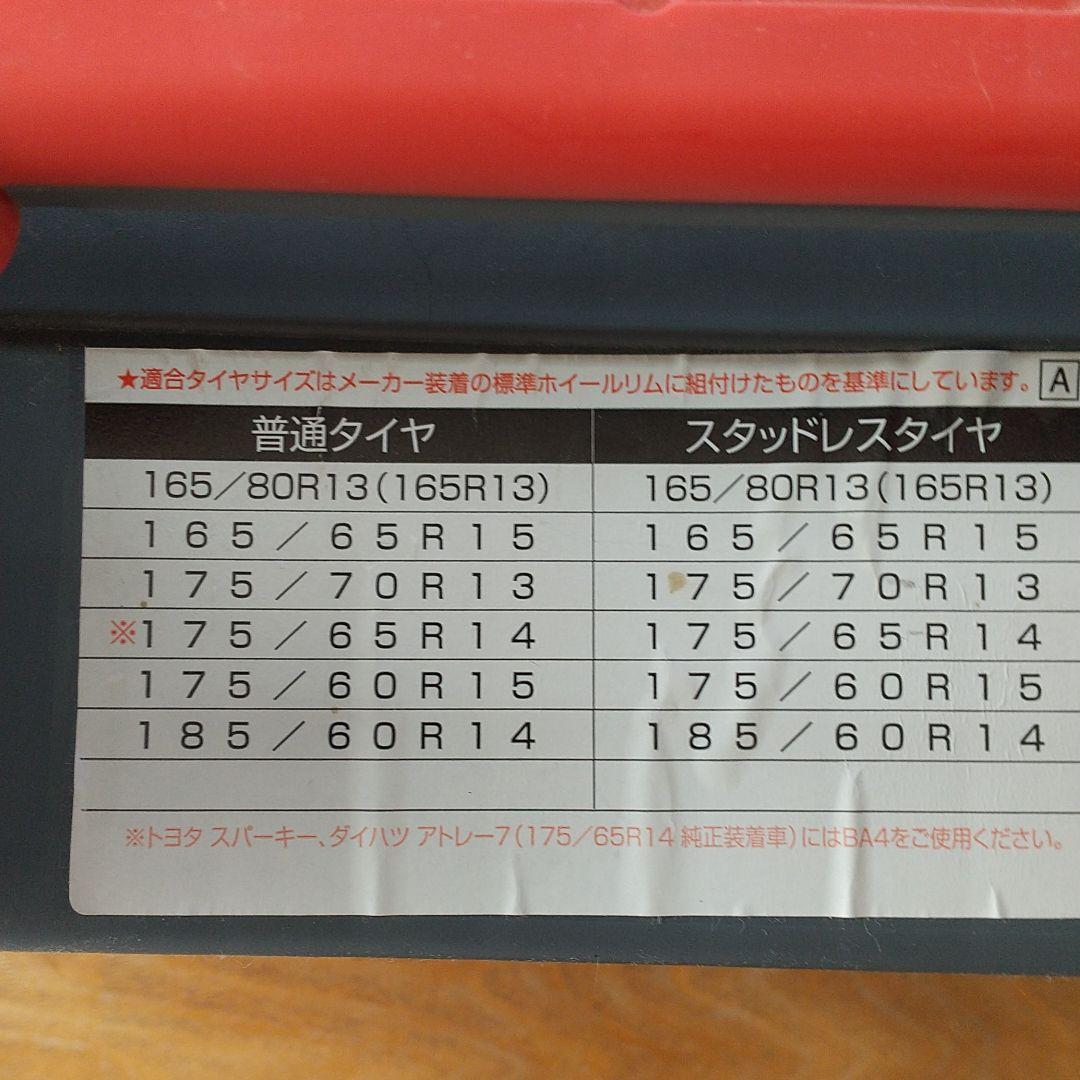 ★適合タイヤサイズはメーカー装着の標準ホイールリムに組付けたものを基準にしています。 A
普通タイヤ スタッドレスタイヤ
165／80R13(165R13) 165／80R13(165R13)
165／65R15 165／65R15
175／70R13 175／70R13
※175／65R14 175／65R14
175／60R15 175／60R15
185／60R14 185／60R14
※トヨタ スパーキー、ダイハツ アトレー7(175／65R14 純正装着車)にはBA4をご使用ください。